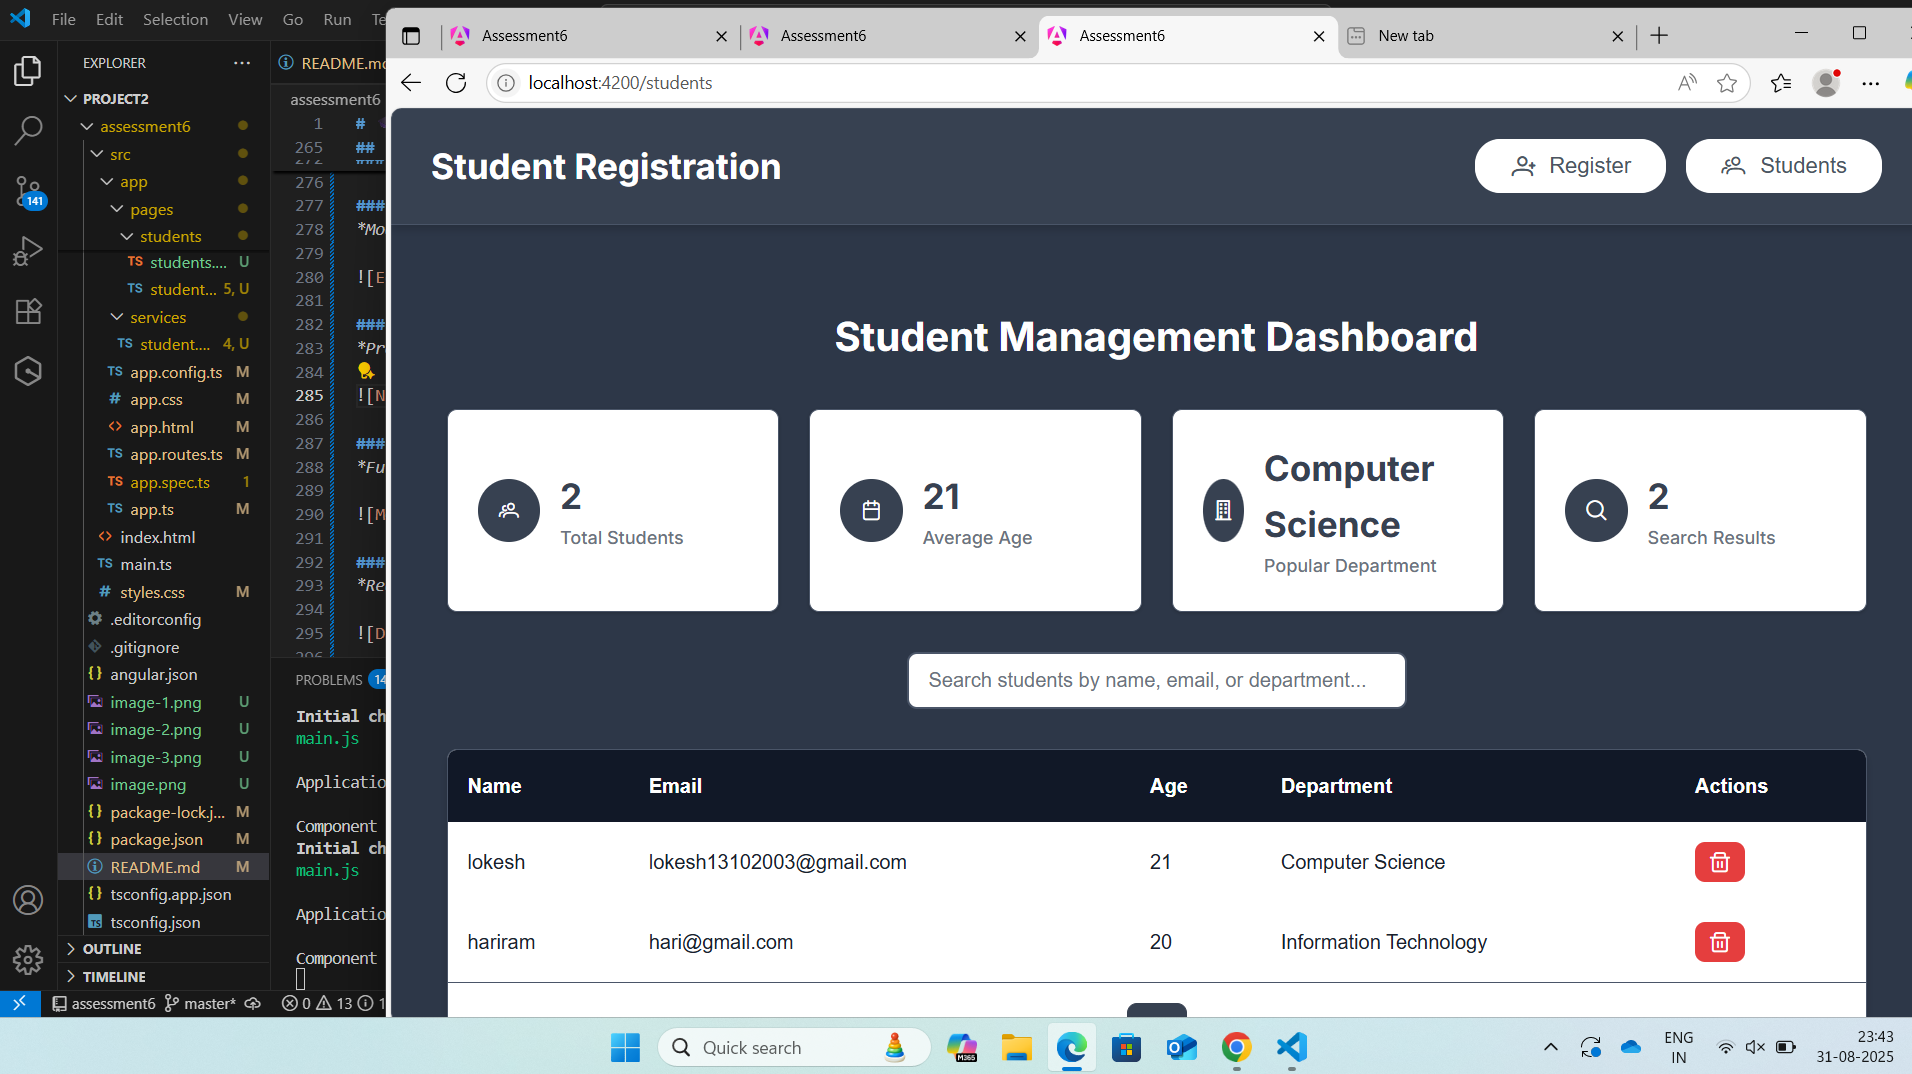 File Edit Selection View Go Run Te
EXPLORER
PROJECT2
assessment6
src
app
pages
students
TS students.... U
TS student... 5, U
services
TS student.... 4, U
TS app.config.ts M
# app.css M
<> app.html M
TS app.routes.ts M
TS app.spec.ts 1
TS app.ts M
<> index.html
TS main.ts
# styles.css M
.editorconfig
.gitignore
{} angular.json
image-1.png U
image-2.png U
image-3.png U
image.png U
{} package-lock.j... M
{} package.json M
README.md M
{} tsconfig.app.json
TS tsconfig.json
OUTLINE
TIMELINE
141
README.md
assessment6
1 #
265 ##
276
277 ####
278 *Mo
279
280 ![E
281
282 ####
283 *Pr
284
285 ![N
286
287 ####
288 *Fu
289
290 ![M
291
292 ####
293 *Re
294
295 ![D
PROBLEMS 14
Initial ch
main.js
Applicatio
Component
Initial ch
main.js
Applicatio
Component
assessment6 master* 0 13 1
Assessment6
Assessment6
Assessment6
New tab
localhost:4200/students
Student Registration
Register
Students
Student Management Dashboard
2
Total Students
21
Average Age
Computer
Science
Popular Department
2
Search Results
Search students by name, email, or department...
Name Email Age Department Actions
lokesh lokesh13102003@gmail.com 21 Computer Science
hariram hari@gmail.com 20 Information Technology
Quick search
M365
ENG
IN
23:43
31-08-2025